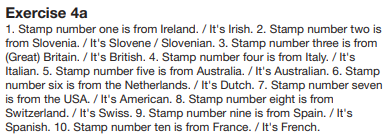 Exercise 4a
1. Stamp number one is from Ireland. / It's Irish. 2. Stamp number two is
from Slovenia. / It's Slovene / Slovenian. 3. Stamp number three is from
(Great) Britain. / It's British. 4. Stamp number four is from Italy. / It's
Italian. 5. Stamp number five is from Australia. / It's Australian. 6. Stamp
number six is from the Netherlands. / It's Dutch. 7. Stamp number seven
is from the USA. / It's American. 8. Stamp number eight is from
Switzerland. / It's Swiss. 9. Stamp number nine is from Spain. / It's
Spanish. 10. Stamp number ten is from France. / It's French.